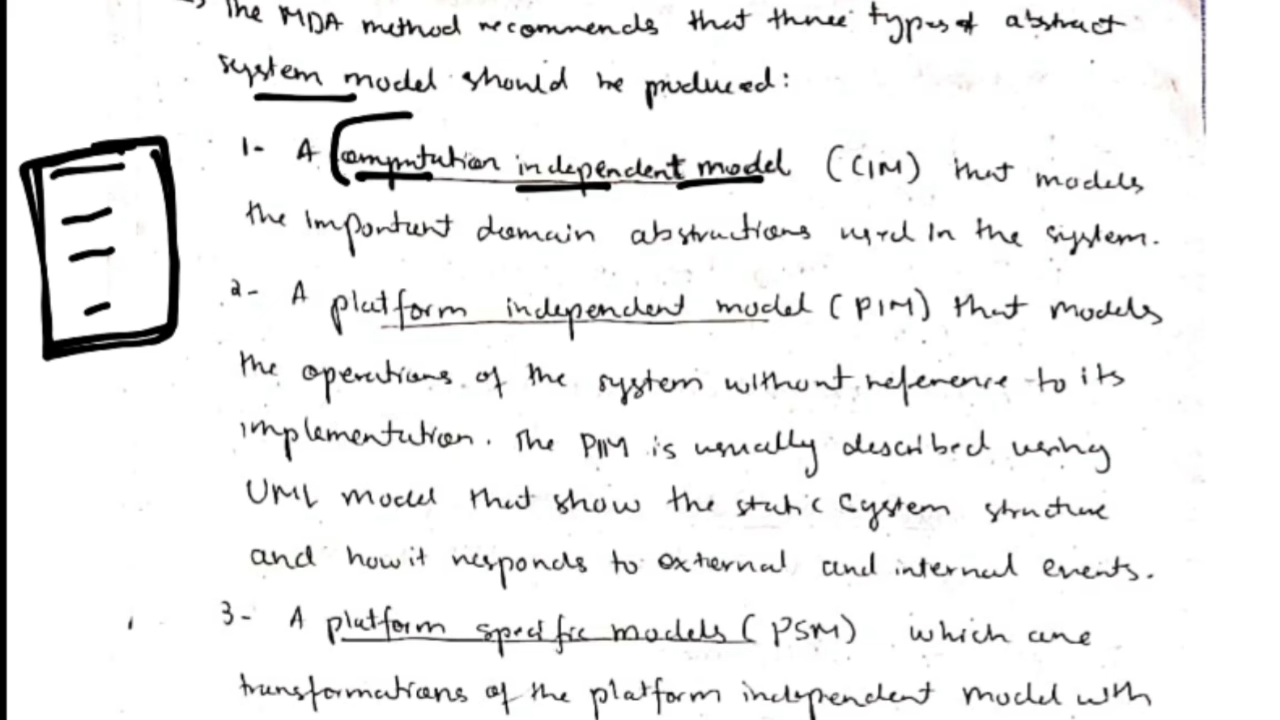 The MDA method recommends that three types of abstract
system model should be produced:
1- A computation independent model (CIM) that models
the important domain abstractions used in the system.
2- A platform independent model (PIM) that models
the operations of the system without reference to its
implementation. The PIM is usually described using
UML model that show the static system structure
and how it responds to external and internal events.
3- A platform specific models (PSM) which are
transformations of the platform independent model with